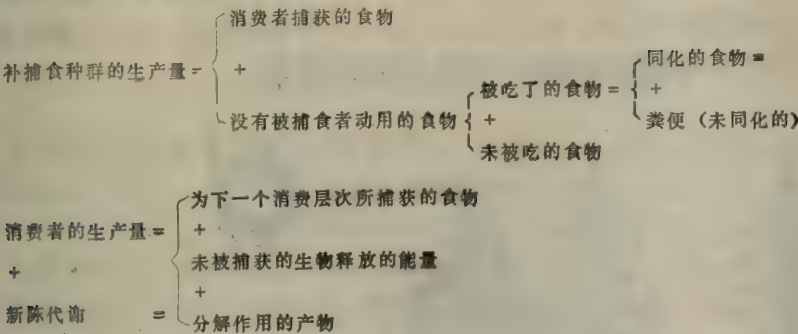 消费者捕获的食物
补捕食种群的生产量= +
没有被捕食者动用的食物
被吃了的食物=
+
未被吃的食物
同化的食物=
+
粪便（未同化的）
为下一个消费层次所捕获的食物
消费者的生产量= +
+ 未被捕获的生物释放的能量
+
新陈代谢 = 分解作用的产物